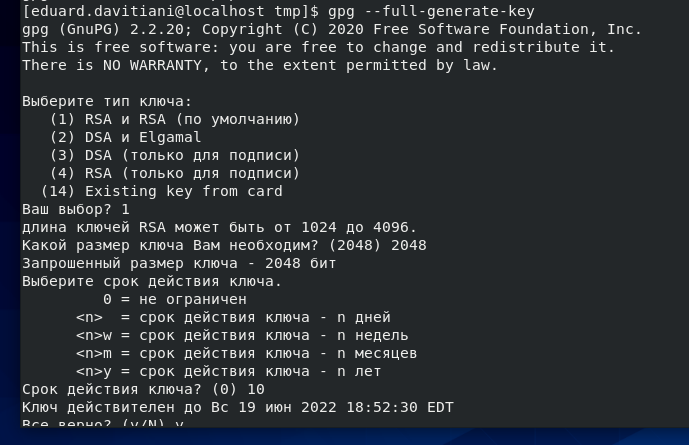 [eduard.davitiani@localhost tmp]$ gpg --full-generate-key
gpg (GnuPG) 2.2.20; Copyright (C) 2020 Free Software Foundation, Inc.
This is free software: you are free to change and redistribute it.
There is NO WARRANTY, to the extent permitted by law.

Выберите тип ключа:
   (1) RSA и RSA (по умолчанию)
   (2) DSA и Elgamal
   (3) DSA (только для подписи)
   (4) RSA (только для подписи)
  (14) Existing key from card
Ваш выбор? 1
длина ключей RSA может быть от 1024 до 4096.
Какой размер ключа Вам необходим? (2048) 2048
Запрошенный размер ключа - 2048 бит
Выберите срок действия ключа.
         0 = не ограничен
      <n>  = срок действия ключа - n дней
      <n>w = срок действия ключа - n недель
      <n>m = срок действия ключа - n месяцев
      <n>y = срок действия ключа - n лет
Срок действия ключа? (0) 10
Ключ действителен до Вс 19 июн 2022 18:52:30 EDT
Все верно? (y/N) y